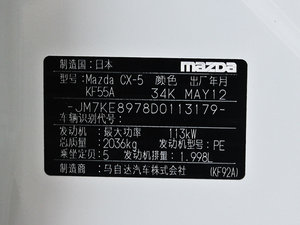 制造国：日本 mazda
型号：Mazda CX-5 颜色 出厂年月
KF55A 34K MAY12
-JM7KE8978D0113179-
车辆识别代号：
发动机：最大功率 113kW
总质量： 2036kg 发动机型号：PE
乘坐定员：5 发动机排量：1.998L
制造商：马自达汽车株式会社 (KF92A)